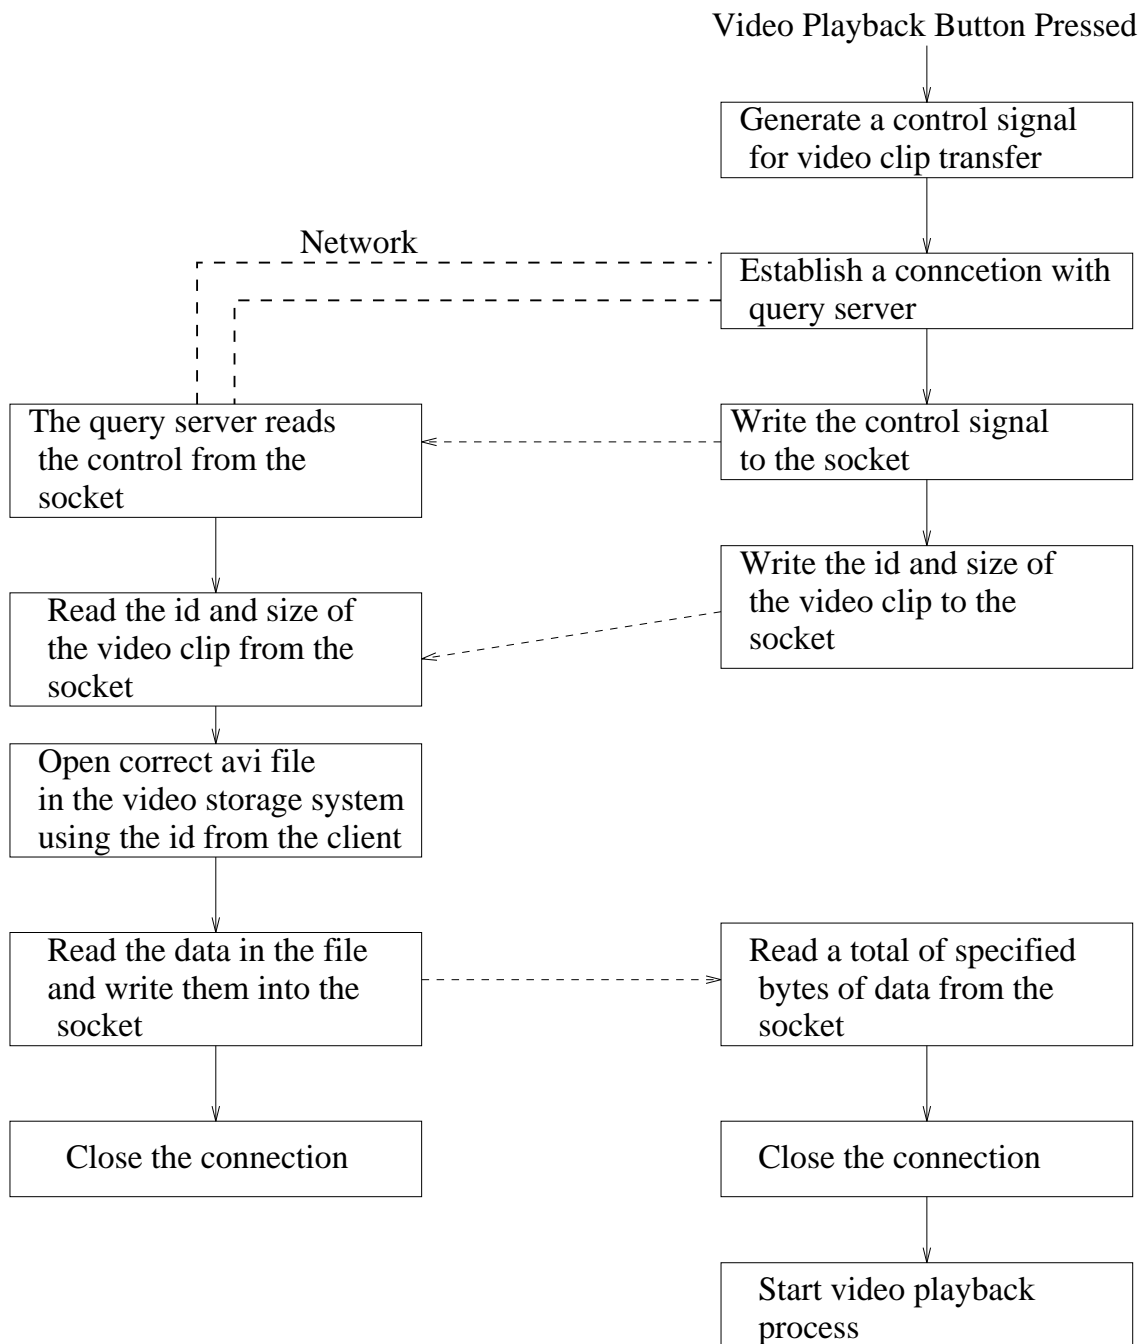 Video Playback Button Pressed
Generate a control signal
for video clip transfer
Network
Establish a conncetion with
query server
The query server reads
the control from the
socket
Write the control signal
to the socket
Write the id and size of
the video clip to the
socket
Read the id and size of
the video clip from the
socket
Open correct avi file
in the video storage system
using the id from the client
Read the data in the file
and write them into the
socket
Read a total of specified
bytes of data from the
socket
Close the connection
Close the connection
Start video playback
process